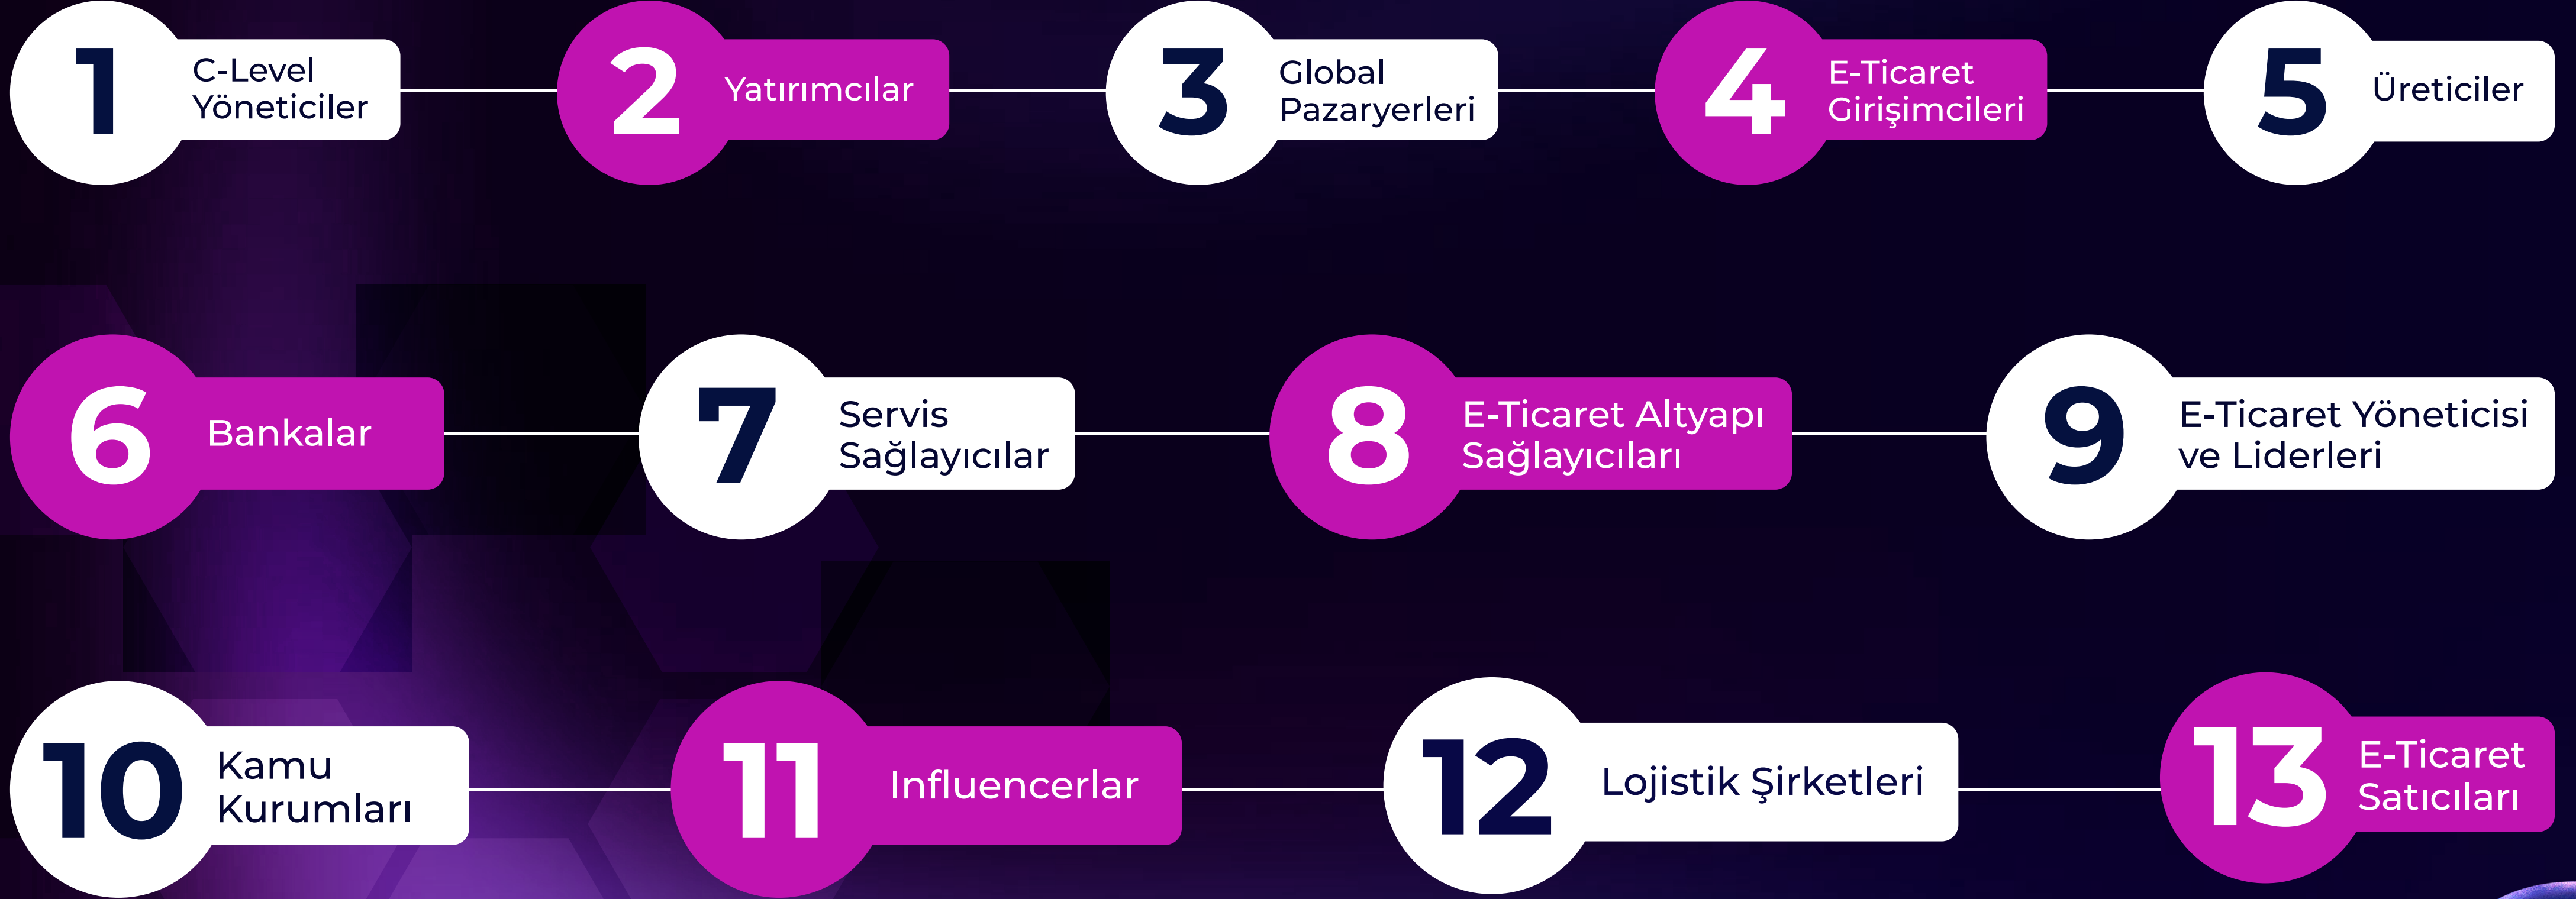 1
C-Level
Yöneticiler
2
Yatırımcılar
3
Global
Pazaryerleri
4
E-Ticaret
Girişimcileri
5
Üreticiler
6
Bankalar
7
Servis
Sağlayıcılar
8
E-Ticaret Altyapı
Sağlayıcıları
9
E-Ticaret Yöneticisi
ve Liderleri
10
Kamu
Kurumları
11
Influencerlar
12
Lojistik Şirketleri
13
E-Ticaret
Satıcıları